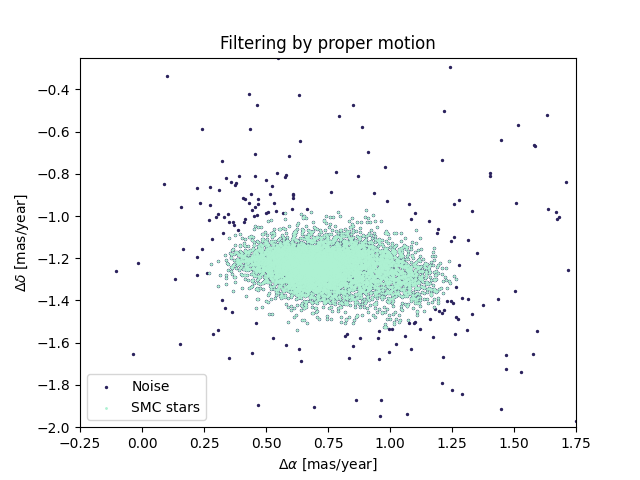 Filtering by proper motion
−0.4
−0.6
−0.8
−1.0
−1.2
−1.4
−1.6
−1.8
−2.0
Δδ [mas/year]
Noise
SMC stars
−0.25 0.00 0.25 0.50 0.75 1.00 1.25 1.50 1.75
Δα [mas/year]